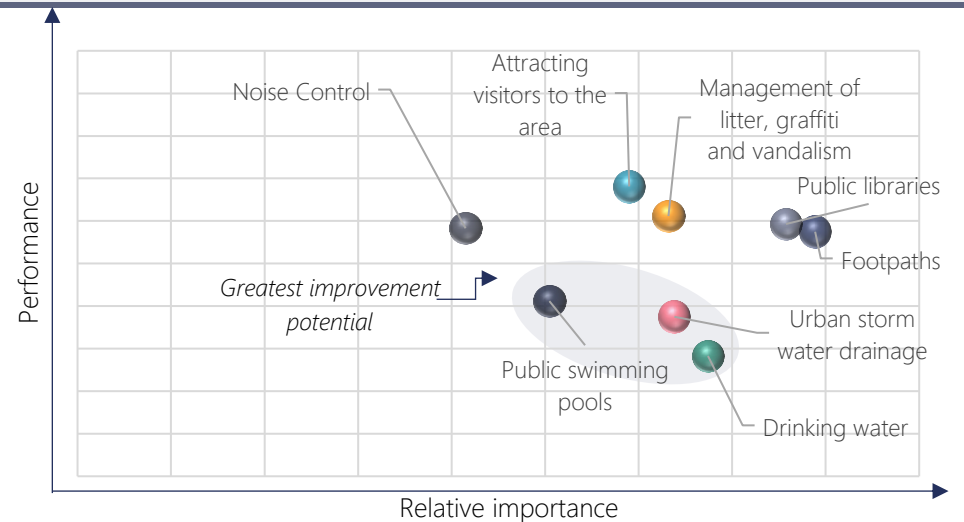 Attracting
visitors to the
area
Noise Control
Management of
litter, graffiti
and vandalism
Public libraries
Footpaths
Performance
Greatest improvement
potential
Urban storm
water drainage
Public swimming
pools
Drinking water
Relative importance